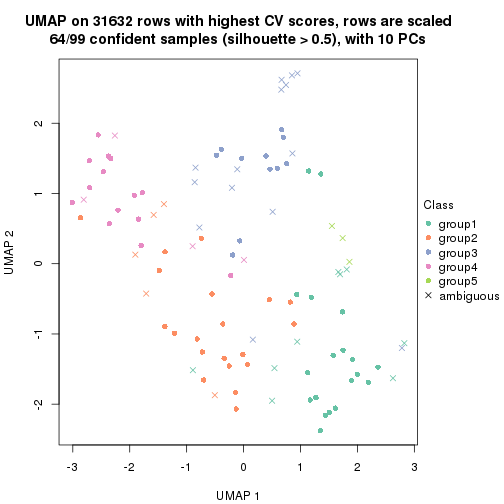 UMAP on 31632 rows with highest CV scores, rows are scaled
64/99 confident samples (silhouette > 0.5), with 10 PCs
UMAP 2
2
1
0
-1
-2
-3
-2
-1
0
1
2
3
UMAP 1
Class
group1
group2
group3
group4
group5
ambiguous